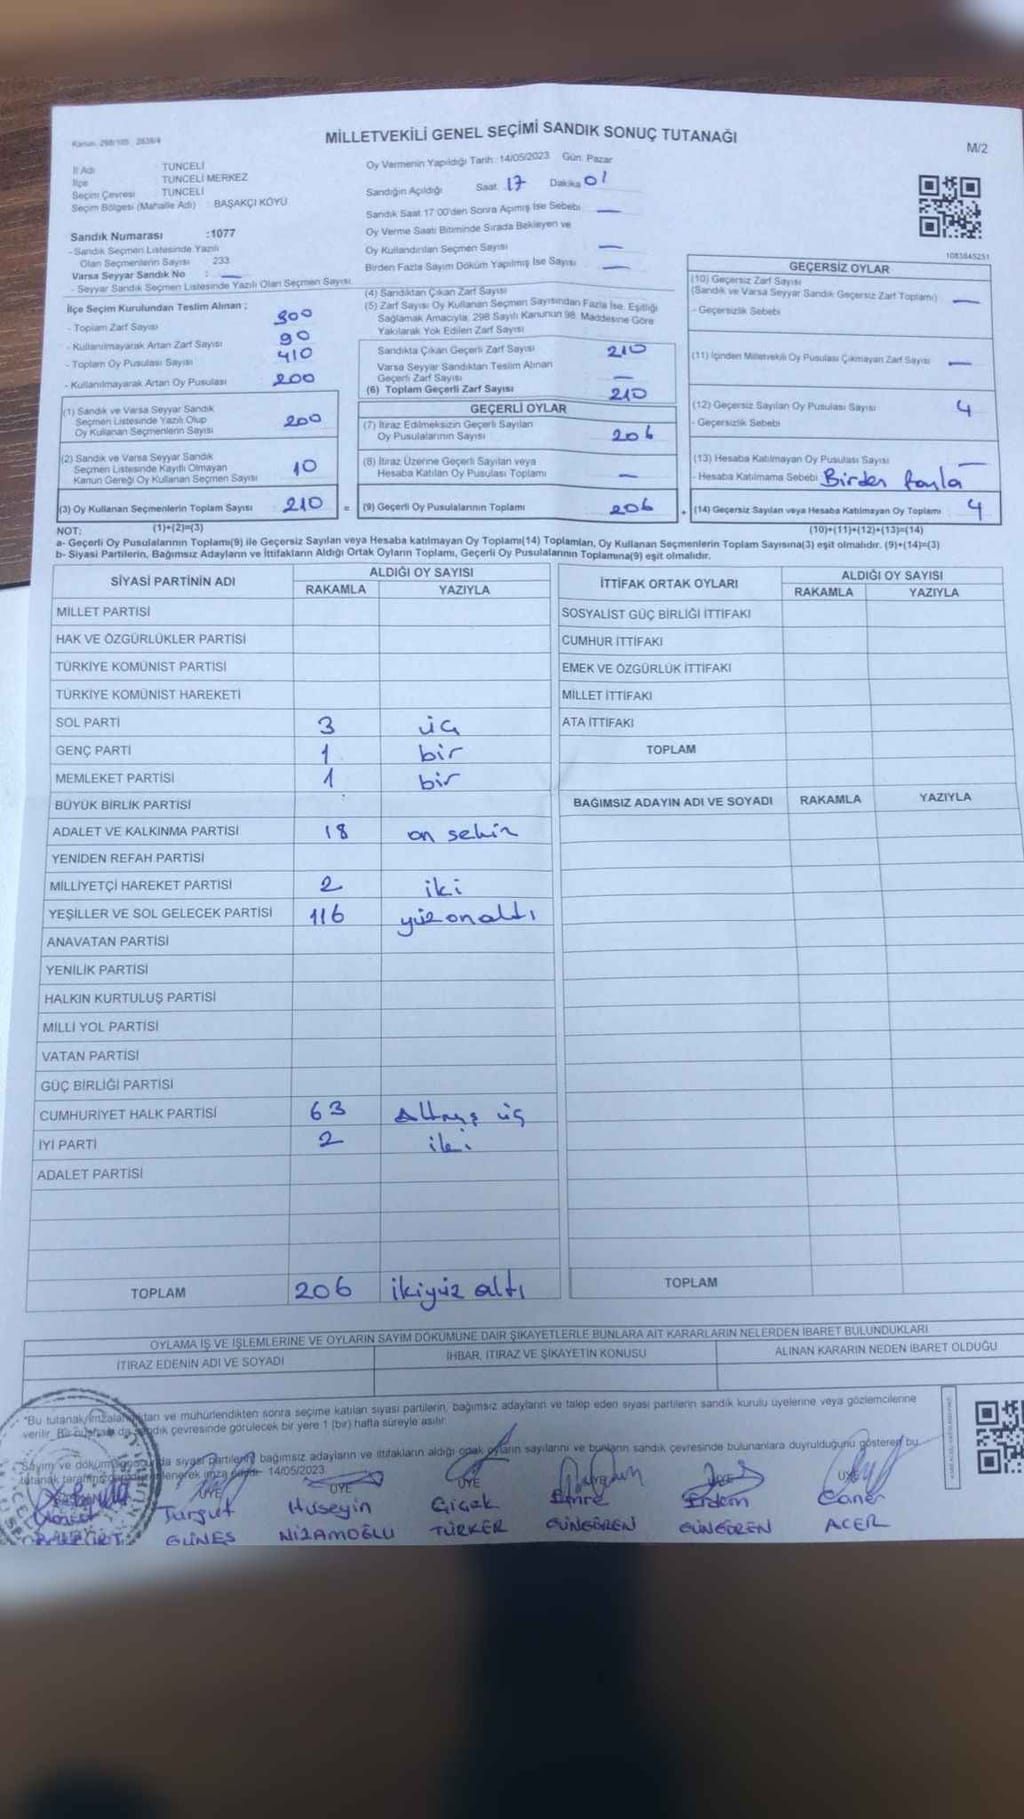 Kanun. 298/105 2839/4
MİLLETVEKİLİ GENEL SEÇİMİ SANDIK SONUÇ TUTANAĞI
M/2
İl Adı TUNCELİ
İlçe TUNCELİ MERKEZ
Seçim Çevresi TUNCELİ
Seçim Bölgesi (Mahalle Adı) : BAŞAKÇI KÖYÜ
Sandık Numarası :1077
- Sandık Seçmen Listesinde Yazılı
Olan Seçmenlerin Sayısı 233
Varsa Seyyar Sandık No : —
- Seyyar Sandık Seçmen Listesinde Yazılı Olan Seçmen Sayısı
Oy Vermenin Yapıldığı Tarih :14/05/2023 Gün: Pazar
Sandığın Açıldığı Saat 17 Dakika 01
Sandık Saat 17:00'den Sonra Açımış İse Sebebi —
Oy Verme Saati Bitiminde Sırada Bekleyen ve
Oy Kullandırılan Seçmen Sayısı —
Birden Fazla Sayım Döküm Yapılmış İse Sayısı —
1083845251
İlçe Seçim Kurulundan Teslim Alınan ;
- Toplam Zarf Sayısı 300
- Kullanılmayarak Artan Zarf Sayısı 90
- Toplam Oy Pusulası Sayısı 410
- Kullanılmayarak Artan Oy Pusulası 200
(4) Sandıktan Çıkan Zarf Sayısı
(5) Zarf Sayısı Oy Kullanan Seçmen Sayısından Fazla İse, Eşitliği
Sağlamak Amacıyla, 298 Sayılı Kanunun 98. Maddesine Göre
Yakılarak Yok Edilen Zarf Sayısı
Sandıkta Çıkan Geçerli Zarf Sayısı 210
Varsa Seyyar Sandıktan Teslim Alınan
Geçerli Zarf Sayısı —
(6) Toplam Geçerli Zarf Sayısı 210
GEÇERSİZ OYLAR
(10) Geçersiz Zarf Sayısı
(Sandık ve Varsa Seyyar Sandık Geçersiz Zarf Toplamı) —
- Geçersizlik Sebebi
(11) İçinden Milletvekili Oy Pusulası Çıkmayan Zarf Sayısı —
(12) Geçersiz Sayılan Oy Pusulası Sayısı 4
- Geçersizlik Sebebi
(13) Hesaba Katılmayan Oy Pusulası Sayısı —
- Hesaba Katılmama Sebebi Birden fazla
(14) Geçersiz Sayılan veya Hesaba Katılmayan Oy Toplamı 4
(10)+(11)+(12)+(13)=(14)
(1) Sandık ve Varsa Seyyar Sandık
Seçmen Listesinde Yazılı Olup
Oy Kullanan Seçmenlerin Sayısı 200
(2) Sandık ve Varsa Seyyar Sandık
Seçmen Listesinde Kayıtlı Olmayan
Kanun Gereği Oy Kullanan Seçmen Sayısı 10
(3) Oy Kullanan Seçmenlerin Toplam Sayısı 210 =
(1)+(2)=(3)
GEÇERLİ OYLAR
(7) İtiraz Edilmeksizin Geçerli Sayılan
Oy Pusulalarının Sayısı 206
(8) İtiraz Üzerine Geçerli Sayılan veya
Hesaba Katılan Oy Pusulası Toplamı —
(9) Geçerli Oy Pusulalarının Toplamı 206 +
NOT:
a- Geçerli Oy Pusulalarının Toplamı(9) ile Geçersiz Sayılan veya Hesaba katılmayan Oy Toplamı(14) Toplamları, Oy Kullanan Seçmenlerin Toplam Sayısına(3) eşit olmalıdır. (9)+(14)=(3)
b- Siyasi Partilerin, Bağımsız Adayların ve İttifakların Aldığı Ortak Oyların Toplamı, Geçerli Oy Pusulalarının Toplamına(9) eşit olmalıdır.
SİYASİ PARTİNİN ADI ALDIĞI OY SAYISI
RAKAMLA YAZIYLA
MİLLET PARTİSİ
HAK VE ÖZGÜRLÜKLER PARTİSİ
TÜRKİYE KOMÜNİST PARTİSİ
TÜRKİYE KOMÜNİST HAREKETİ
SOL PARTİ 3 üç
GENÇ PARTİ 1 bir
MEMLEKET PARTİSİ 1 bir
BÜYÜK BİRLİK PARTİSİ
ADALET VE KALKINMA PARTİSİ 18 on sekiz
YENİDEN REFAH PARTİSİ
MİLLİYETÇİ HAREKET PARTİSİ 2 iki
YEŞİLLER VE SOL GELECEK PARTİSİ 116 yüz onaltı
ANAVATAN PARTİSİ
YENİLİK PARTİSİ
HALKIN KURTULUŞ PARTİSİ
MİLLİ YOL PARTİSİ
VATAN PARTİSİ
GÜÇ BİRLİĞİ PARTİSİ
CUMHURİYET HALK PARTİSİ 63 Altmış üç
İYİ PARTİ 2 iki
ADALET PARTİSİ
TOPLAM 206 ikiyüz altı
İTTİFAK ORTAK OYLARI ALDIĞI OY SAYISI
RAKAMLA YAZIYLA
SOSYALİST GÜÇ BİRLİĞİ İTTİFAKI
CUMHUR İTTİFAKI
EMEK VE ÖZGÜRLÜK İTTİFAKI
MİLLET İTTİFAKI
ATA İTTİFAKI
TOPLAM
BAĞIMSIZ ADAYIN ADI VE SOYADI RAKAMLA YAZIYLA
TOPLAM
OYLAMA İŞ VE İŞLEMLERİNE VE OYLARIN SAYIM DÖKÜMÜNE DAİR ŞİKAYETLERLE BUNLARA AİT KARARLARIN NELERDEN İBARET BULUNDUKLARI
İTİRAZ EDENİN ADI VE SOYADI İHBAR, İTİRAZ VE ŞİKAYETİN KONUSU ALINAN KARARIN NEDEN İBARET OLDUĞU
"Bu tutanak ve mühürlendikten sonra seçime katılan siyasi partilerin, bağımsız adayların ve talep eden siyasi partilerin sandık kurulu üyelerine veya gözlemcilerine
verilir. Bir sandık çevresinde görülecek bir yere 1 (bir) hafta süreyle asılır.
Sayım ve döküm siyasi partilerin bağımsız adayların ve ittifakların aldığı ortak oyların sayılarını ve bunların sandık çevresinde bulunanlara duyrulduğunu gösteren bu
tutanak imza 14/05/2023
ÜYE ÜYE ÜYE ÜYE
Turgut Hüseyin Çiçek Emre Erdem Caner
GÜNEŞ NİZAMOĞLU TÜRKER GÜNGÖREN GÜNGÖREN ACER